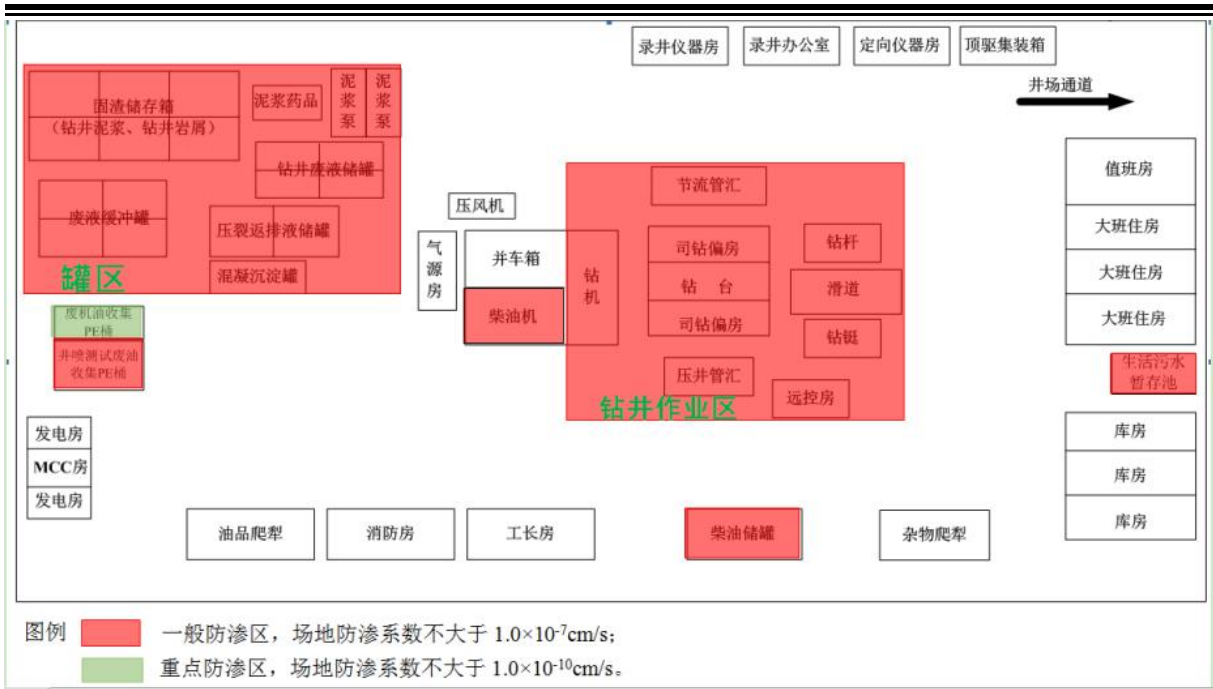 录井仪器房
录井办公室
定向仪器房
顶驱集装箱
井场通道
固渣储存箱
（钻井泥浆、钻井岩屑）
泥浆药品
泥浆泵
泥浆泵
钻井废液储罐
废液缓冲罐
压裂返排液储罐
混凝沉淀罐
罐区
废机油收集
PE桶
井喷测试废油
收集PE桶
压风机
气源房
并车箱
柴油机
钻机
节流管汇
司钻偏房
钻 台
司钻偏房
钻杆
滑道
钻铤
压井管汇
远控房
钻井作业区
值班房
大班住房
大班住房
大班住房
生活污水
暂存池
库房
库房
库房
发电房
MCC房
发电房
油品爬犁
消防房
工长房
柴油储罐
杂物爬犁
图例
一般防渗区，场地防渗系数不大于 1.0×10-7cm/s；
重点防渗区，场地防渗系数不大于 1.0×10-10cm/s。